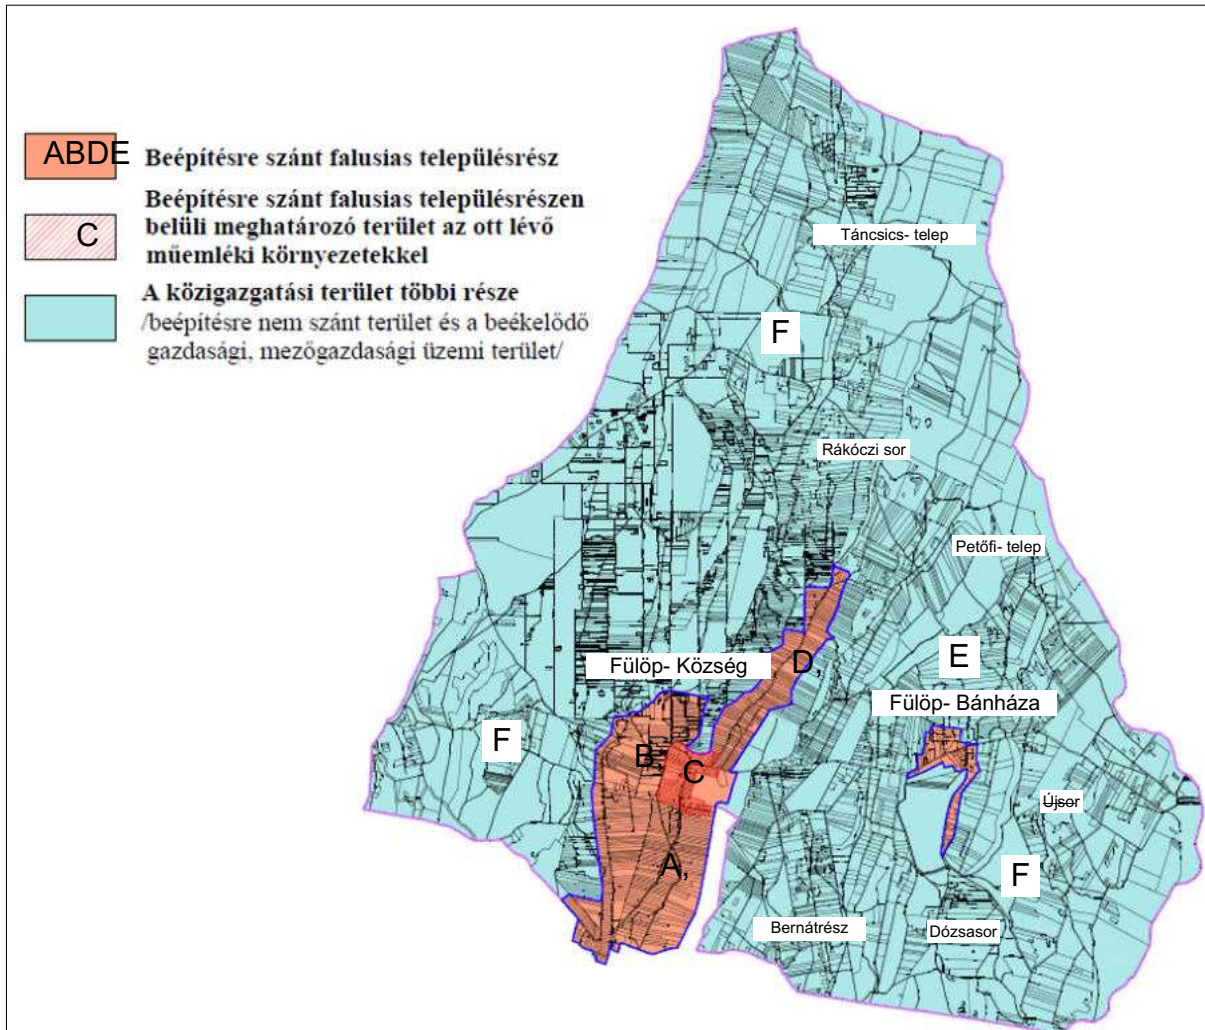 ABDE Beépítésre szánt falusias településrész
Beépítésre szánt falusias településrészen
C belüli meghatározó terület az ott lévő
műemléki környezetekkel
A közigazgatási terület többi része
/beépítésre nem szánt terület és a beékelődő
gazdasági, mezőgazdasági üzemi terület/
Táncsics- telep
F
Rákóczi sor
Petőfi- telep
Fülöp- Község
D,
E
Fülöp- Bánháza
F
B,
C
Újsor
A,
F
Bernátrész
Dózsasor